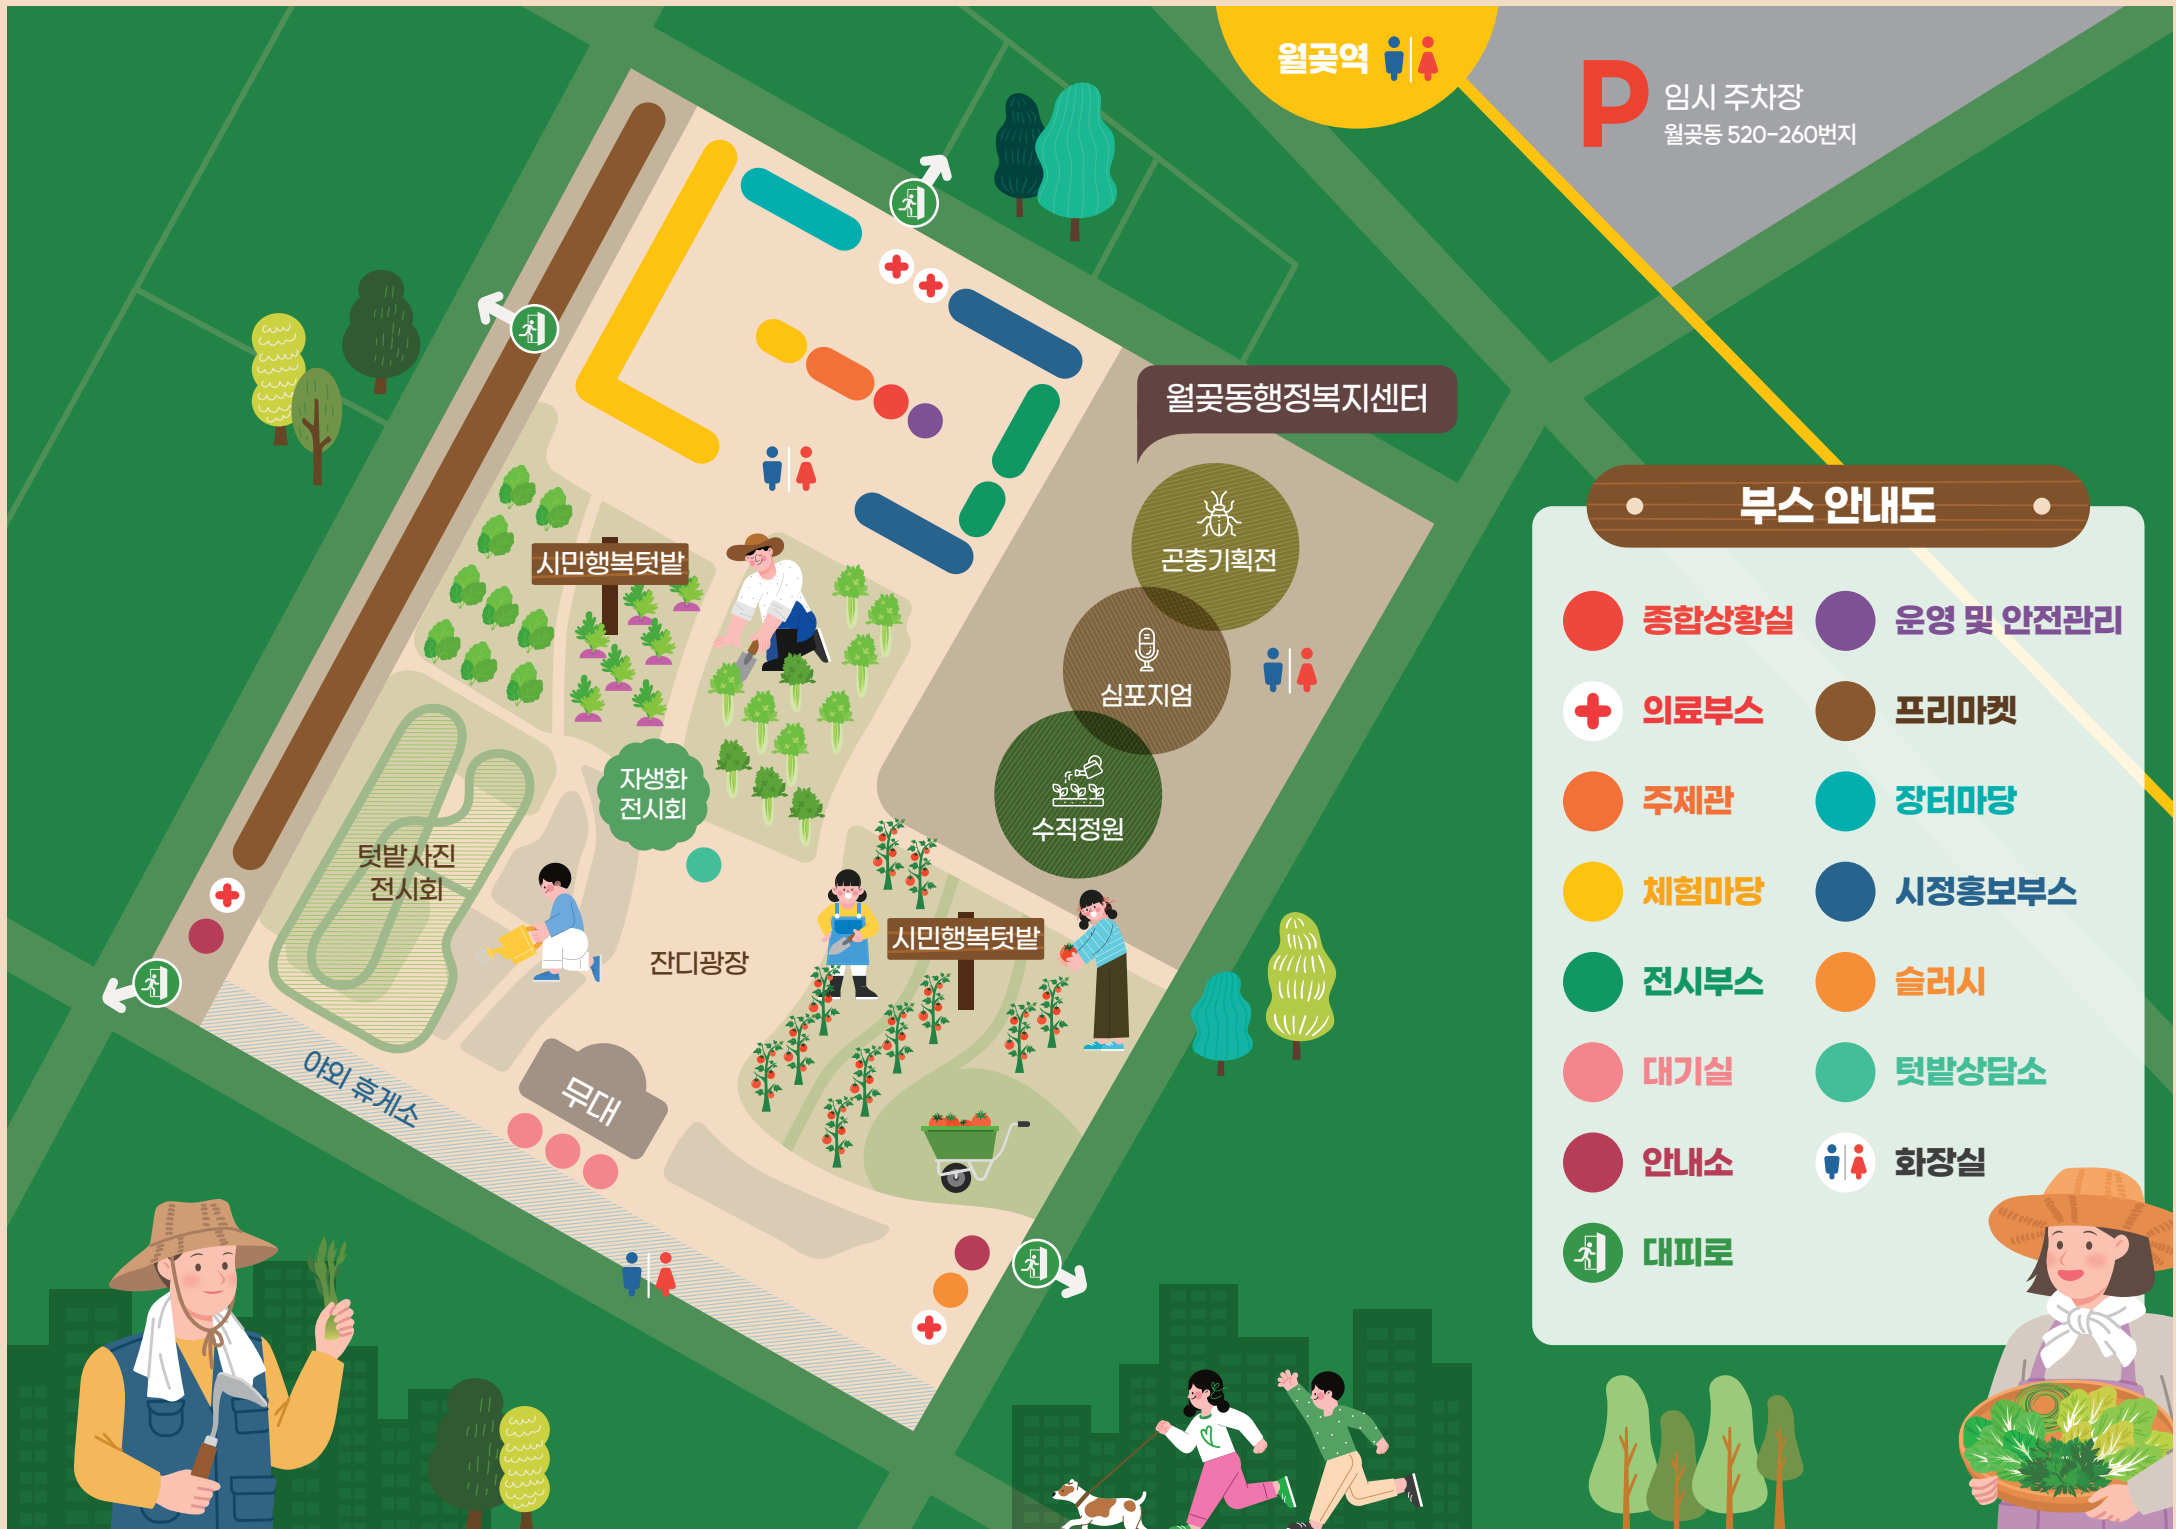 월곶역
P
임시 주차장
월곶동 520-260번지
월곶동행정복지센터
곤충기획전
심포지엄
수직정원
시민행복텃밭
자생화
전시회
텃밭사진
전시회
잔디광장
시민행복텃밭
야외 휴게소
무대
부스 안내도
종합상황실
운영 및 안전관리
의료부스
프리마켓
주제관
장터마당
체험마당
시정홍보부스
전시부스
슬러시
대기실
텃밭상담소
안내소
화장실
대피로